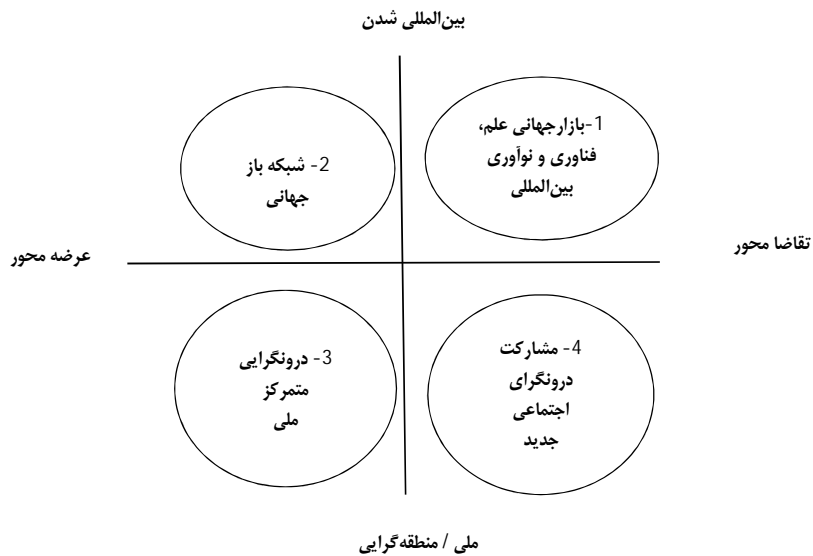 بین‌المللی شدن
1-بازارجهانی علم،
فناوری و نوآوری
بین‌المللی
2- شبکه باز
جهانی
تقاضا محور
عرضه محور
4- مشارکت
درونگرای
اجتماعی
جدید
3- درونگرایی
متمرکز
ملی
ملی / منطقه‌گرایی